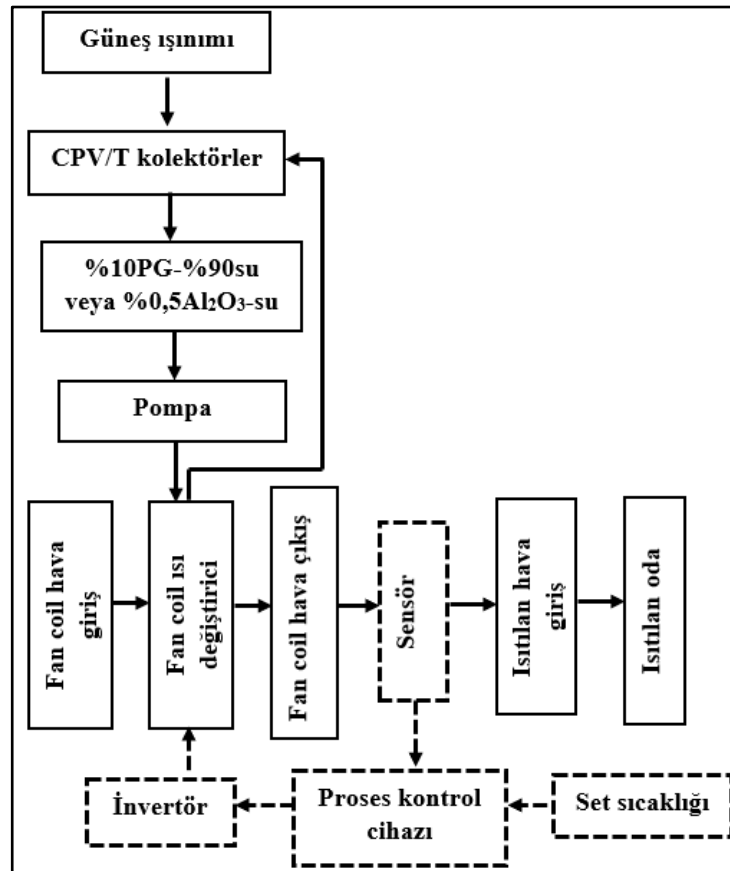 Güneş ışınımı
CPV/T kolektörler
%10PG-%90su
veya %0,5Al₂O₃-su
Pompa
Fan coil hava
giriş
Fan coil ısı
değiştirici
Fan coil hava çıkış
Sensör
Isıtılan hava
giriş
Isıtılan oda
İnvertör
Proses kontrol
cihazı
Set sıcaklığı